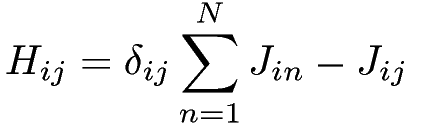 H_{ij} = \delta_{ij} \sum_{n=1}^{N} J_{in} - J_{ij}